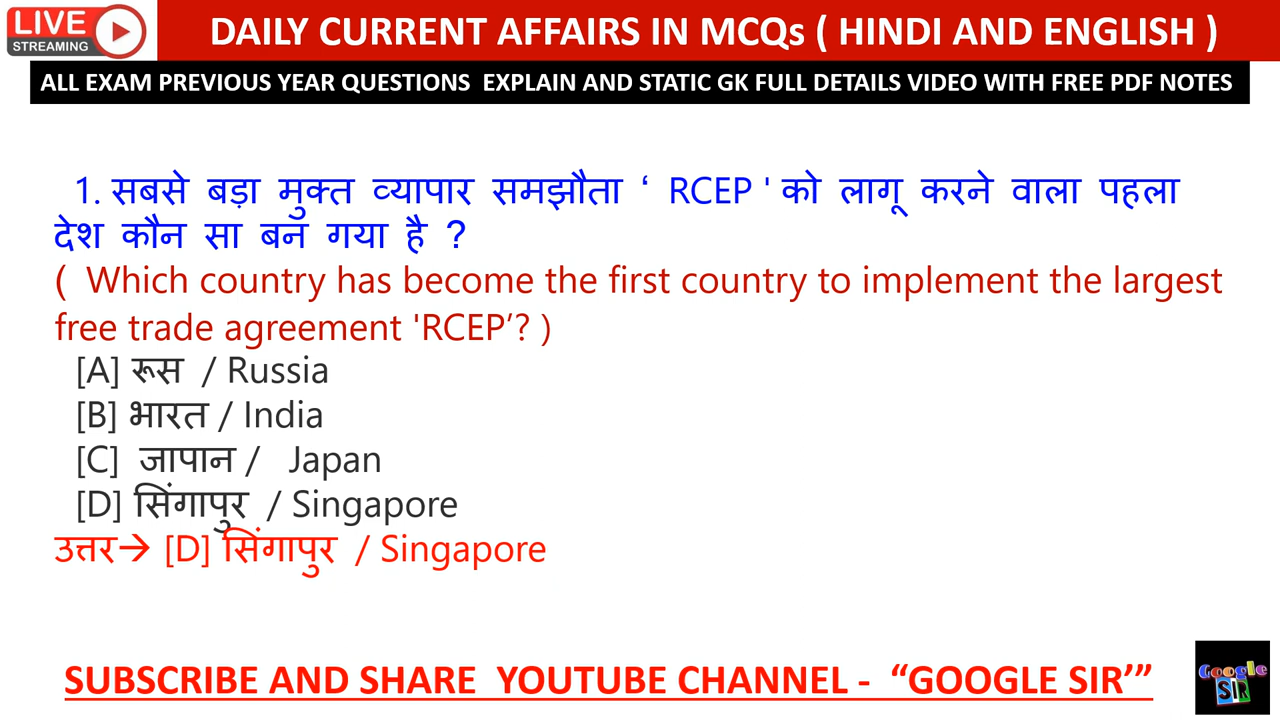 LIVE
STREAMING
DAILY CURRENT AFFAIRS IN MCQs ( HINDI AND ENGLISH )
ALL EXAM PREVIOUS YEAR QUESTIONS EXPLAIN AND STATIC GK FULL DETAILS VIDEO WITH FREE PDF NOTES
1. सबसे बड़ा मुक्त व्यापार समझौता ‘ RCEP ' को लागू करने वाला पहला
देश कौन सा बन गया है ?
( Which country has become the first country to implement the largest
free trade agreement 'RCEP’? )
[A] रूस / Russia
[B] भारत / India
[C] जापान / Japan
[D] सिंगापुर / Singapore
उत्तर→ [D] सिंगापुर / Singapore
SUBSCRIBE AND SHARE YOUTUBE CHANNEL - “GOOGLE SIR’”
Google
SIR